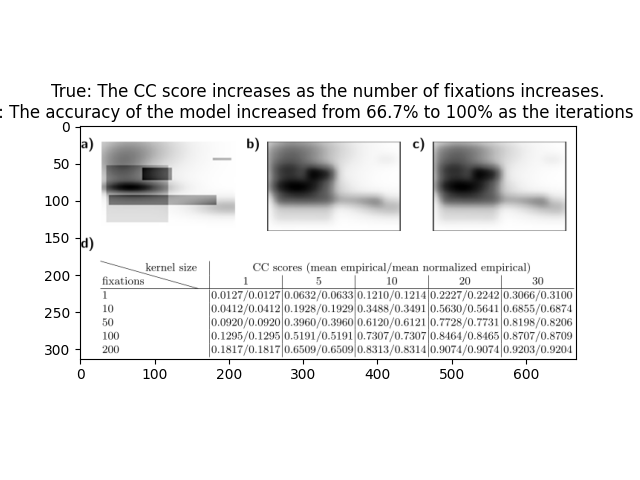 True: The CC score increases as the number of fixations increases.
: The accuracy of the model increased from 66.7% to 100% as the iterations
0
50
100
150
200
250
300
0 100 200 300 400 500 600
a) b) c)
d)
kernel size CC scores (mean empirical/mean normalized empirical)
fixations 1 5 10 20 30
1 0.0127/0.0127 0.0632/0.0633 0.1210/0.1214 0.2227/0.2242 0.3066/0.3100
10 0.0412/0.0412 0.1928/0.1929 0.3488/0.3491 0.5630/0.5641 0.6855/0.6874
50 0.0920/0.0920 0.3960/0.3960 0.6120/0.6121 0.7728/0.7731 0.8198/0.8206
100 0.1295/0.1295 0.5191/0.5191 0.7307/0.7307 0.8464/0.8465 0.8707/0.8709
200 0.1817/0.1817 0.6509/0.6509 0.8313/0.8314 0.9074/0.9074 0.9203/0.9204